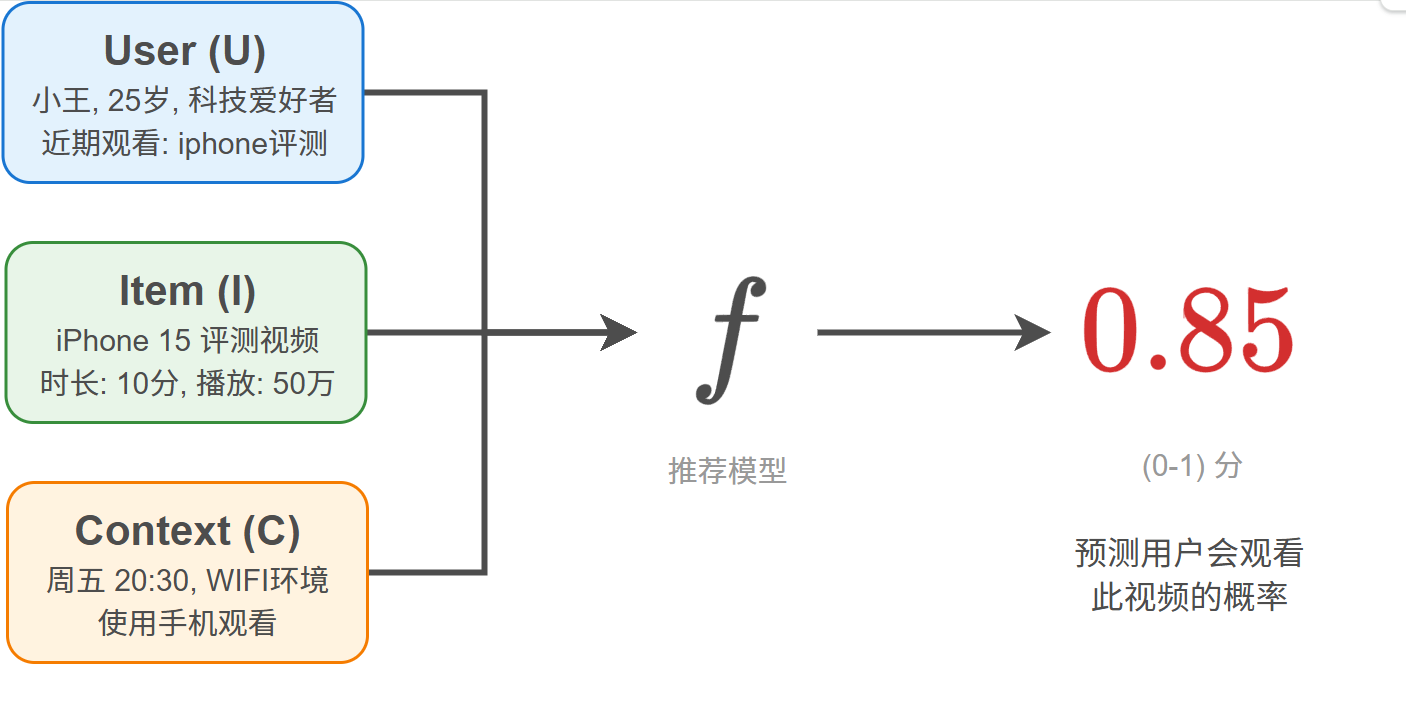 User (U)
小王, 25岁, 科技爱好者
近期观看: iphone评测
Item (I)
iPhone 15 评测视频
时长: 10分, 播放: 50万
Context (C)
周五 20:30, WIFI环境
使用手机观看
f
推荐模型
0.85
(0-1) 分
预测用户会观看
此视频的概率